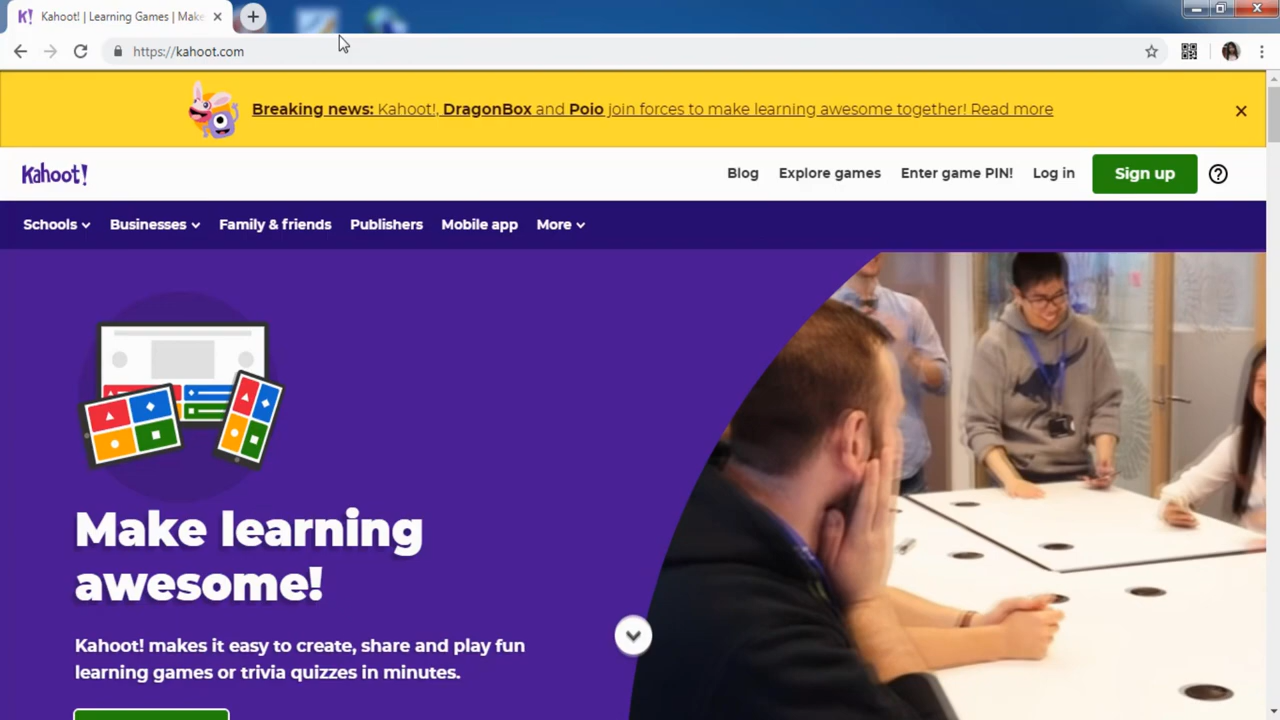 Kahoot! | Learning Games | Make
https://kahoot.com
Breaking news: Kahoot!, DragonBox and Poio join forces to make learning awesome together! Read more
Kahoot!
Blog
Explore games
Enter game PIN!
Log in
Sign up
Schools
Businesses
Family & friends
Publishers
Mobile app
More
Make learning
awesome!
Kahoot! makes it easy to create, share and play fun
learning games or trivia quizzes in minutes.